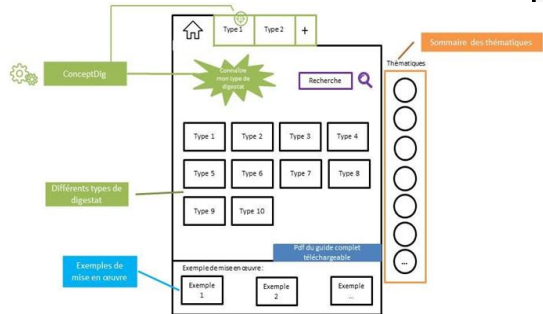 Type 1
Type 2
+
Sommaire des thématiques
Thématiques
ConceptDig
Connaître
mon type de
digestat
Recherche
Type 1
Type 2
Type 3
Type 4
Type 5
Type 6
Type 7
Type 8
Différents types de
digestat
Type 9
Type 10
Pdf du guide complet
téléchargeable
...
Exemples de
mise en œuvre
Exemple de mise en œuvre :
Exemple
1
Exemple
2
Exemple
...